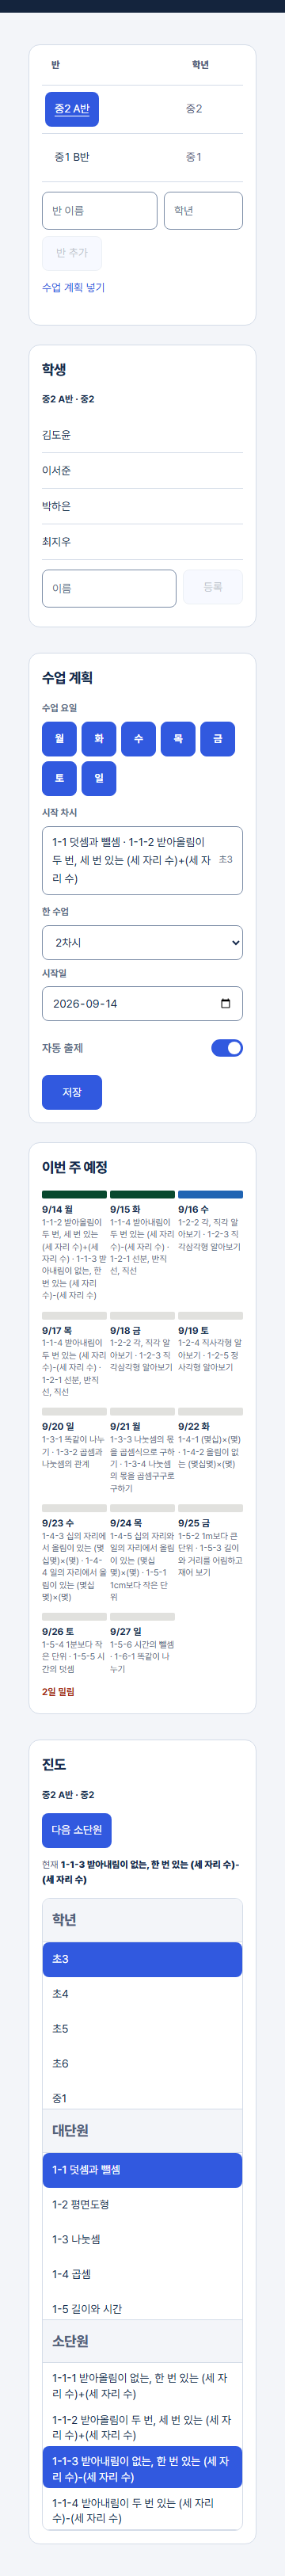 반 학년
중2 A반 중2
중1 B반 중1
반 이름 학년
반 추가
수업 계획 넣기
학생
중2 A반 · 중2
김도윤
이서준
박하은
최지우
이름 등록
수업 계획
수업 요일
월 화 수 목 금
토 일
시작 차시
1-1 덧셈과 뺄셈 · 1-1-2 받아올림이
두 번, 세 번 있는 (세 자리 수)+(세 자 초3
리 수)
한 수업
2차시
시작일
2026-09-14
자동 출제
저장
이번 주 예정
9/14 월
1-1-2 받아올림이
두 번, 세 번 있는
(세 자리 수)+(세
자리 수) · 1-1-3 받
아내림이 없는, 한
번 있는 (세 자리
수)-(세 자리 수)
9/15 화
1-1-4 받아내림이
두 번 있는 (세 자리
수)-(세 자리 수) ·
1-2-1 선분, 반직
선, 직선
9/16 수
1-2-2 각, 직각 알
아보기 · 1-2-3 직
각삼각형 알아보기
9/17 목
1-1-4 받아내림이
두 번 있는 (세 자리
수)-(세 자리 수) ·
1-2-1 선분, 반직
선, 직선
9/18 금
1-2-2 각, 직각 알
아보기 · 1-2-3 직
각삼각형 알아보기
9/19 토
1-2-4 직사각형 알
아보기 · 1-2-5 정
사각형 알아보기
9/20 일
1-3-1 똑같이 나누
기 · 1-3-2 곱셈과
나눗셈의 관계
9/21 월
1-3-3 나눗셈의 몫
을 곱셈식으로 구하
기 · 1-3-4 나눗셈
의 몫을 곱셈구구로
구하기
9/22 화
1-4-1 (몇십)×(몇)
· 1-4-2 올림이 없
는 (몇십몇)×(몇)
9/23 수
1-4-3 십의 자리에
서 올림이 있는 (몇
십몇)×(몇) · 1-4-
4 일의 자리에서 올
림이 있는 (몇십
몇)×(몇)
9/24 목
1-4-5 십의 자리와
일의 자리에서 올림
이 있는 (몇십
몇)×(몇) · 1-5-1
1cm보다 작은 단
위
9/25 금
1-5-2 1m보다 큰
단위 · 1-5-3 길이
와 거리를 어림하고
재어 보기
9/26 토
1-5-4 1분보다 작
은 단위 · 1-5-5 시
간의 덧셈
9/27 일
1-5-6 시간의 뺄셈
· 1-6-1 똑같이 나
누기
2일 밀림
진도
중2 A반 · 중2
다음 소단원
현재 1-1-3 받아내림이 없는, 한 번 있는 (세 자리 수)-
(세 자리 수)
학년
초3
초4
초5
초6
중1
대단원
1-1 덧셈과 뺄셈
1-2 평면도형
1-3 나눗셈
1-4 곱셈
1-5 길이와 시간
소단원
1-1-1 받아올림이 없는, 한 번 있는 (세 자
리 수)+(세 자리 수)
1-1-2 받아올림이 두 번, 세 번 있는 (세 자
리 수)+(세 자리 수)
1-1-3 받아내림이 없는, 한 번 있는 (세 자
리 수)-(세 자리 수)
1-1-4 받아내림이 두 번 있는 (세 자리
수)-(세 자리 수)